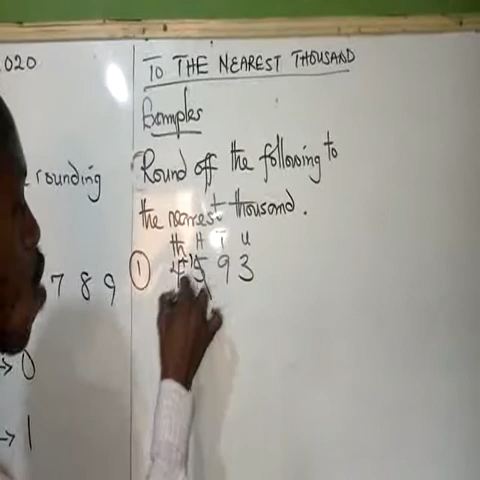 020
rounding
7 8 9
→ 0
→ 1
TO THE NEAREST THOUSAND
Examples
Round off the following to
the nearest thousand.
th H T U
1 4 5 9 3